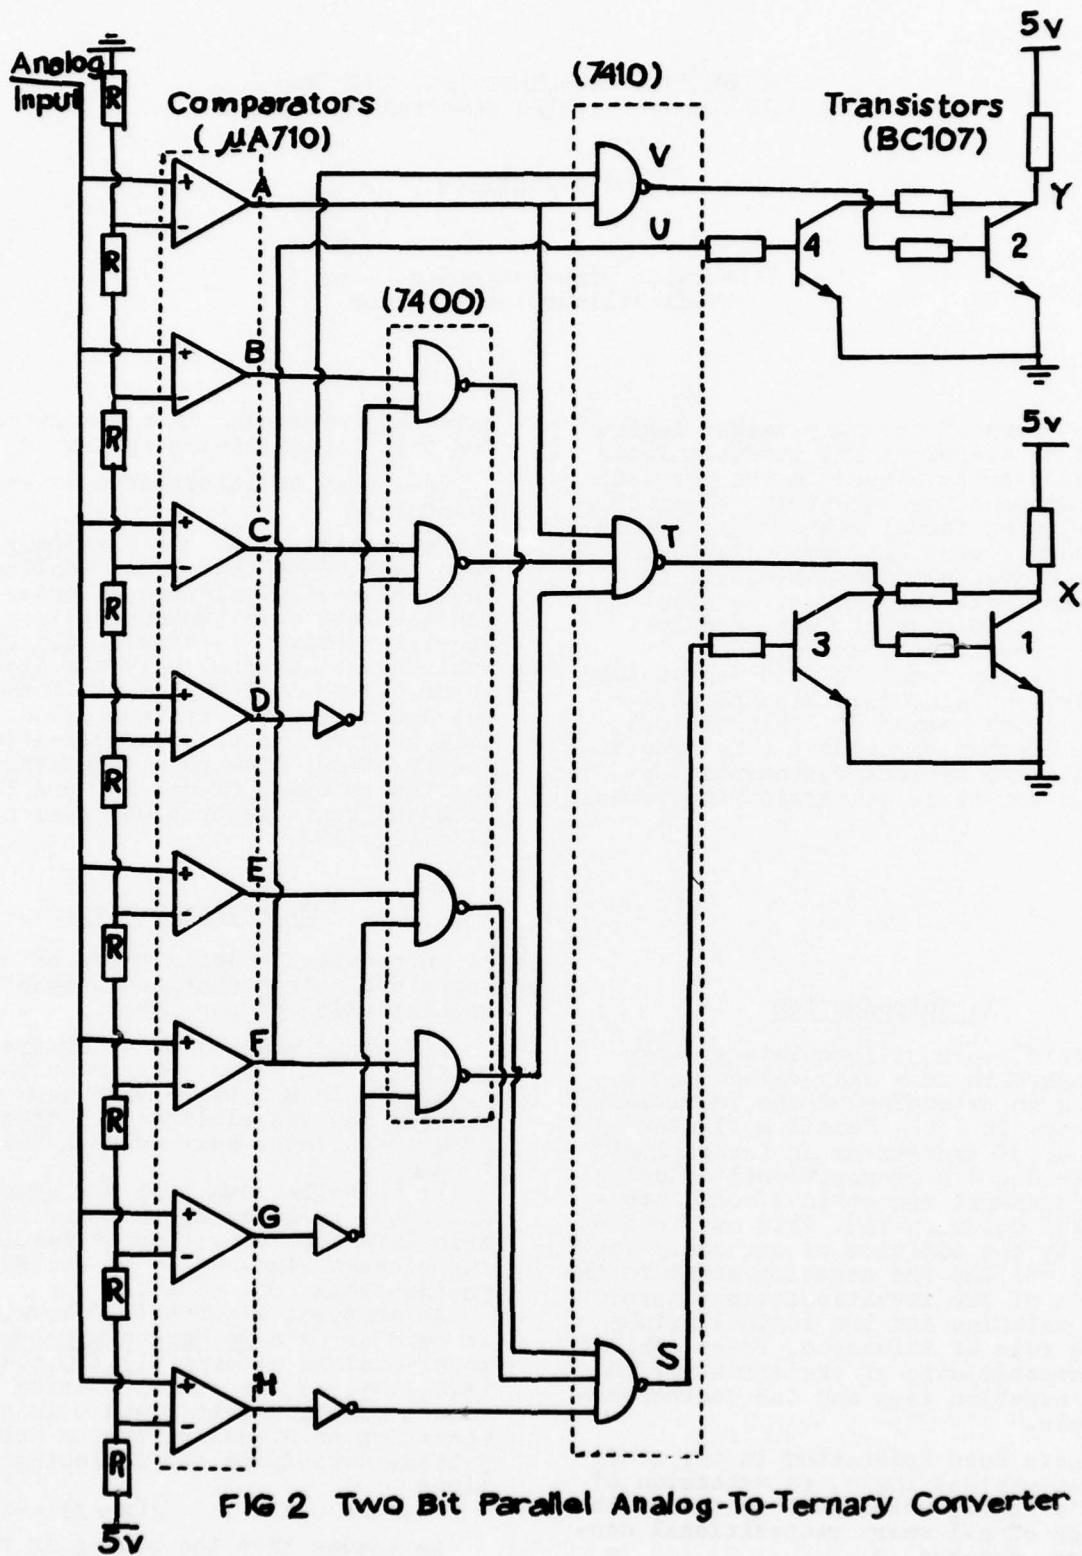 5v
Analog
Input
R
Comparators
(μA710)
(7410)
Transistors
(BC107)
+
A
-
V
U
Y
4
2
R
(7400)
+
B
-
R
5v
+
C
-
T
X
R
3
1
+
D
-
R
+
E
-
R
+
F
-
R
+
G
-
R
+
H
-
S
R
5v
FIG 2 Two Bit Parallel Analog-To-Ternary Converter